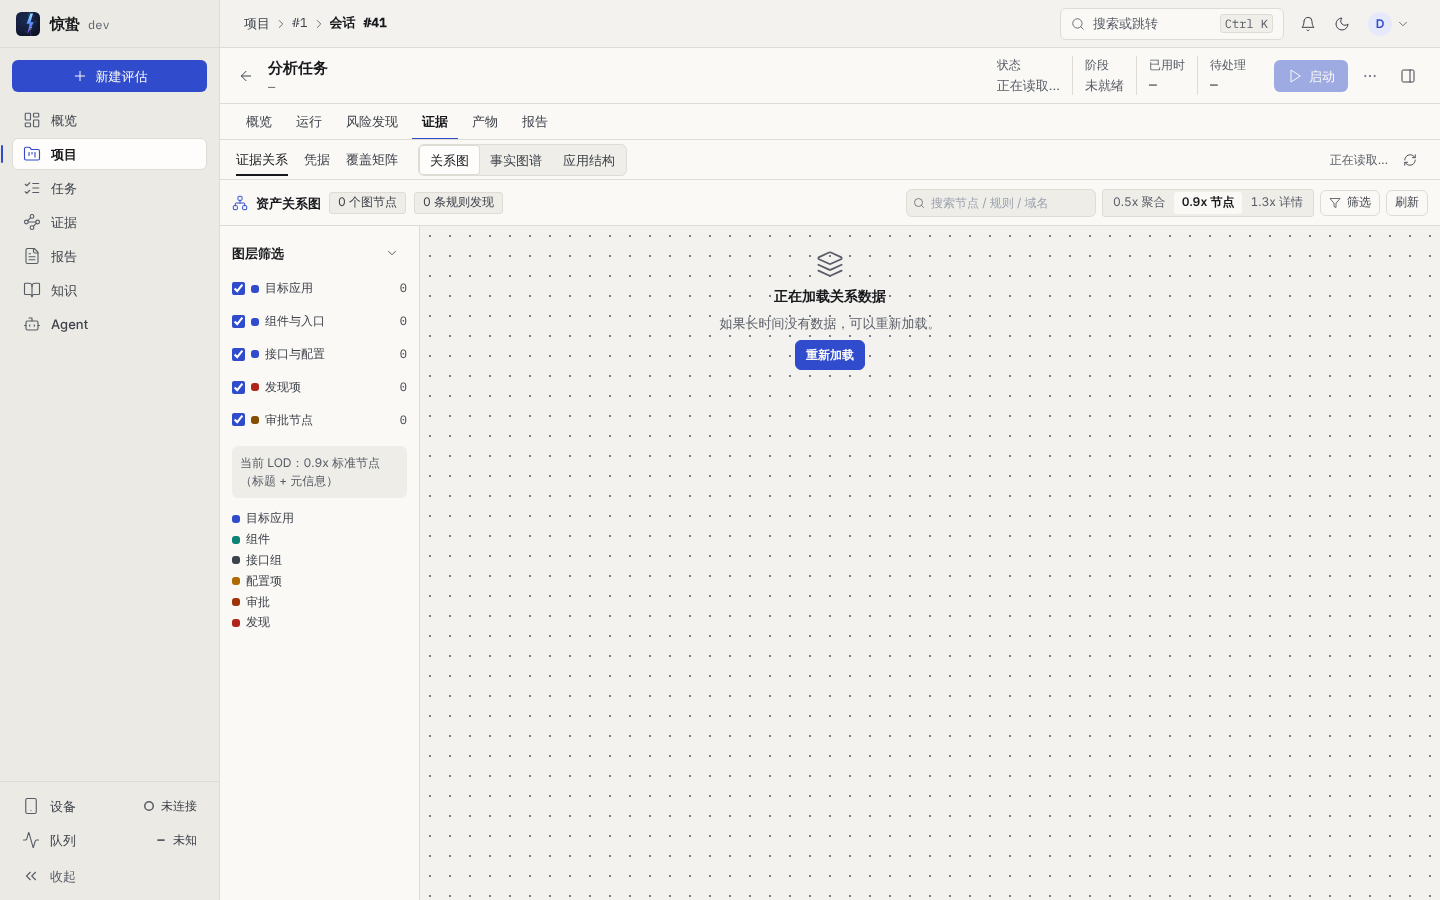 惊蛰 dev
新建评估
概览
项目
任务
证据
报告
知识
Agent
设备 未连接
队列 — 未知
收起
项目 > #1 > 会话 #41
搜索或跳转 Ctrl K
D
分析任务
—
状态 阶段 已用时 待处理
正在读取... 未就绪 — —
启动
概览 运行 风险发现 证据 产物 报告
证据关系 凭据 覆盖矩阵 关系图 事实图谱 应用结构
正在读取...
资产关系图 0 个图节点 0 条规则发现
搜索节点 / 规则 / 域名
0.5x 聚合 0.9x 节点 1.3x 详情
筛选
刷新
图层筛选
目标应用 0
组件与入口 0
接口与配置 0
发现项 0
审批节点 0
当前 LOD：0.9x 标准节点
（标题 + 元信息）
目标应用
组件
接口组
配置项
审批
发现
正在加载关系数据
如果长时间没有数据，可以重新加载。
重新加载